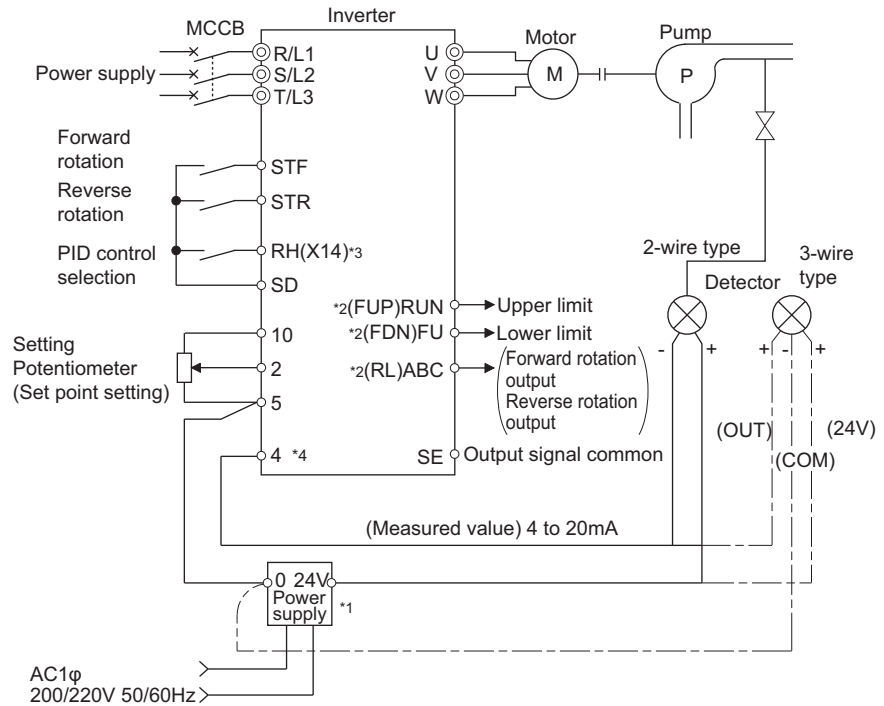 Inverter
MCCB
Motor
Pump
R/L1
S/L2
T/L3
Power supply
U
V
W
M
P
Forward
rotation
STF
Reverse
rotation
STR
PID control
selection
RH(X14)*3
SD
2-wire type
3-wire
type
Detector
*2(FUP)RUN
Upper limit
*2(FDN)FU
Lower limit
*2(RL)ABC
Forward rotation
output
Reverse rotation
output
- +
+ - +
Setting
Potentiometer
(Set point setting)
10
2
5
4 *4
SE
Output signal common
(OUT)
(24V)
(COM)
(Measured value) 4 to 20mA
0 24V
Power
supply
*1
AC1φ
200/220V 50/60Hz